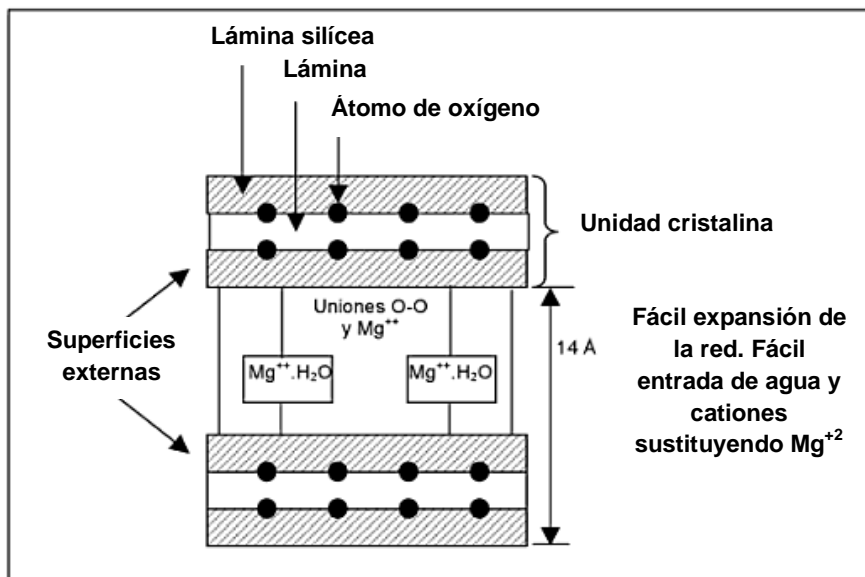 Lámina silícea
Lámina
Átomo de oxígeno
Unidad cristalina
Uniones O-O
y Mg⁺⁺
Superficies
externas
Mg⁺⁺.H₂O
Mg⁺⁺.H₂O
14 Å
Fácil expansión de
la red. Fácil
entrada de agua y
cationes
sustituyendo Mg⁺²